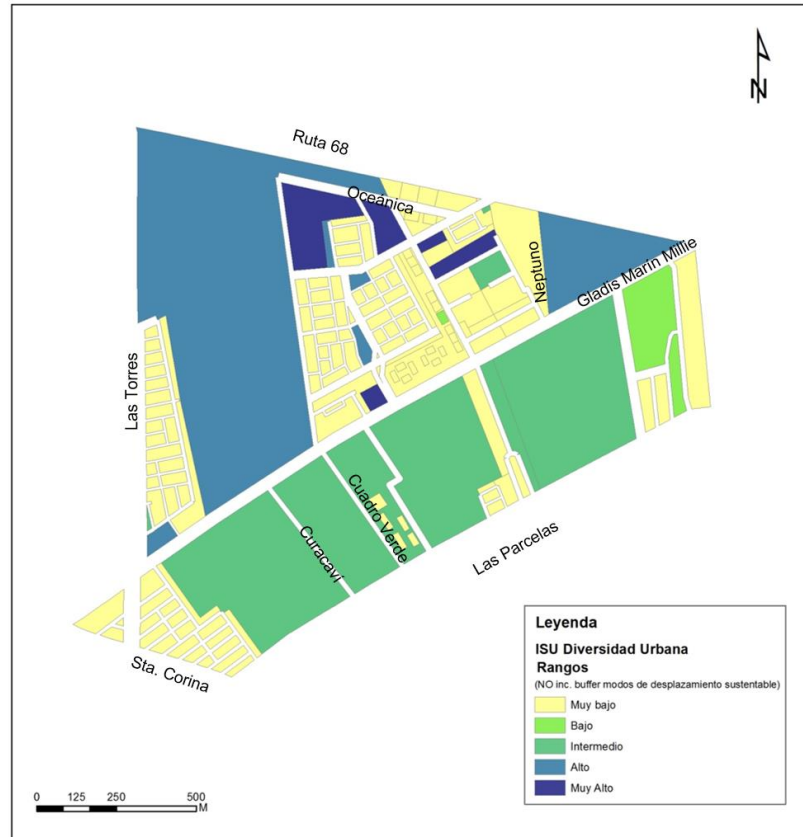 N
Ruta 68
Oceánica
Neptuno
Gladis Marín Millie
Las Torres
Cuadro Verde
Curacaví
Las Parcelas
Sta. Corina
Leyenda
ISU Diversidad Urbana
Rangos
(NO inc. buffer modos de desplazamiento sustentable)
Muy bajo
Bajo
Intermedio
Alto
Muy Alto
0 125 250 500
M